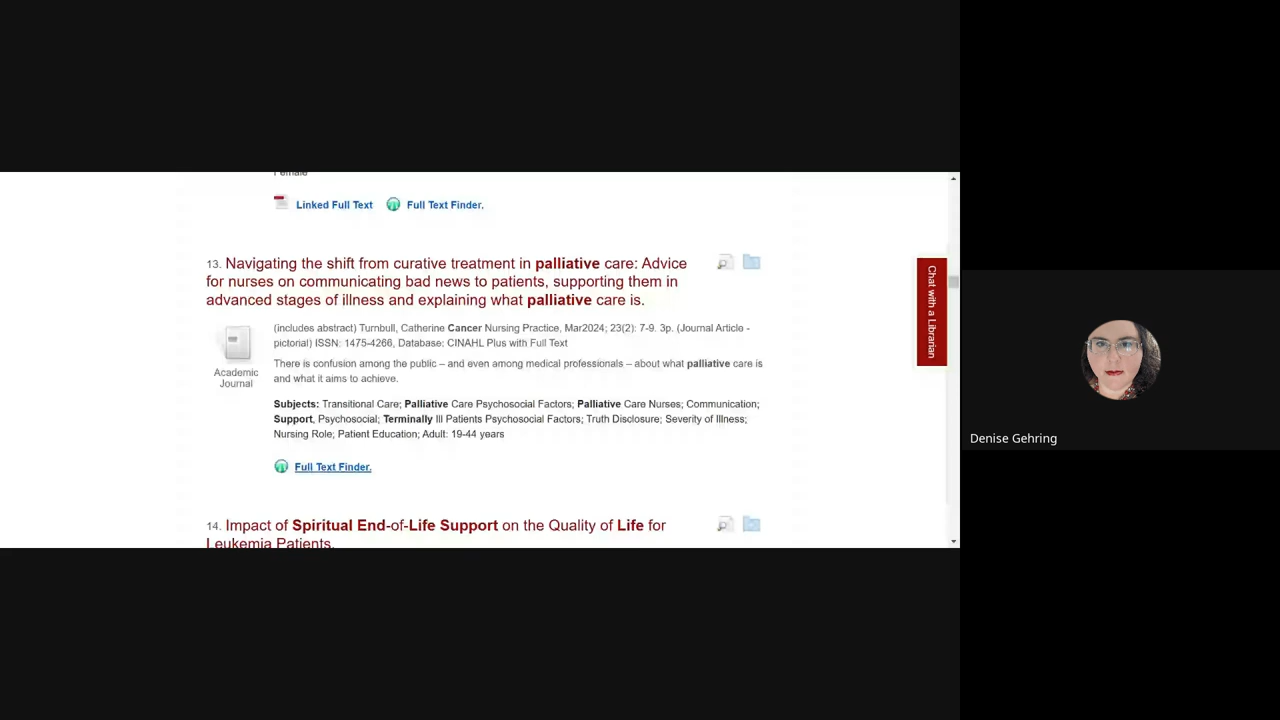 Female
Linked Full Text Full Text Finder.
13. Navigating the shift from curative treatment in palliative care: Advice
for nurses on communicating bad news to patients, supporting them in
advanced stages of illness and explaining what palliative care is.
(includes abstract) Turnbull, Catherine Cancer Nursing Practice, Mar2024; 23(2): 7-9. 3p. (Journal Article -
pictorial) ISSN: 1475-4266, Database: CINAHL Plus with Full Text
Academic
Journal
There is confusion among the public – and even among medical professionals – about what palliative care is
and what it aims to achieve.
Subjects: Transitional Care; Palliative Care Psychosocial Factors; Palliative Care Nurses; Communication;
Support, Psychosocial; Terminally Ill Patients Psychosocial Factors; Truth Disclosure; Severity of Illness;
Nursing Role; Patient Education; Adult: 19-44 years
Full Text Finder.
14. Impact of Spiritual End-of-Life Support on the Quality of Life for
Leukemia Patients.
Chat with a Librarian
Denise Gehring